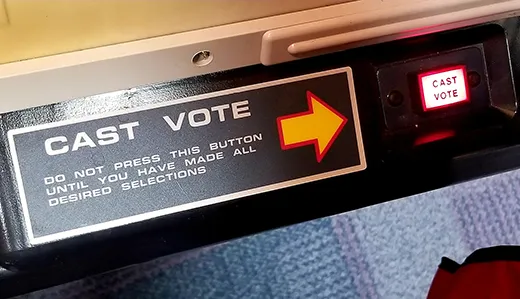 CAST VOTE
DO NOT PRESS THIS BUTTON
UNTIL YOU HAVE MADE ALL
DESIRED SELECTIONS
CAST
VOTE